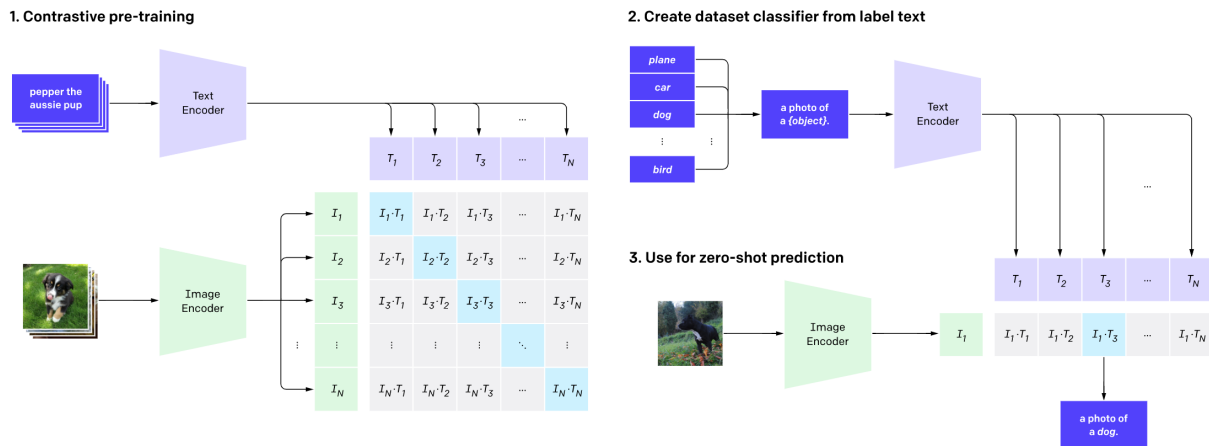 1. Contrastive pre-training
pepper the
aussie pup
Text
Encoder
...
T1 T2 T3 ... TN
I1 I1·T1 I1·T2 I1·T3 ... I1·TN
I2 I2·T1 I2·T2 I2·T3 ... I2·TN
Image
Encoder
I3 I3·T1 I3·T2 I3·T3 ... I3·TN
⋮ ⋮ ⋮ ⋮ ⋮ ⋱ ⋮
IN IN·T1 IN·T2 IN·T3 ... IN·TN
2. Create dataset classifier from label text
plane
car
dog
⋮ ⋮
bird
a photo of
a {object}.
Text
Encoder
...
3. Use for zero-shot prediction
T1 T2 T3 ... TN
Image
Encoder
I1 I1·T1 I1·T2 I1·T3 ... I1·TN
a photo of
a dog.